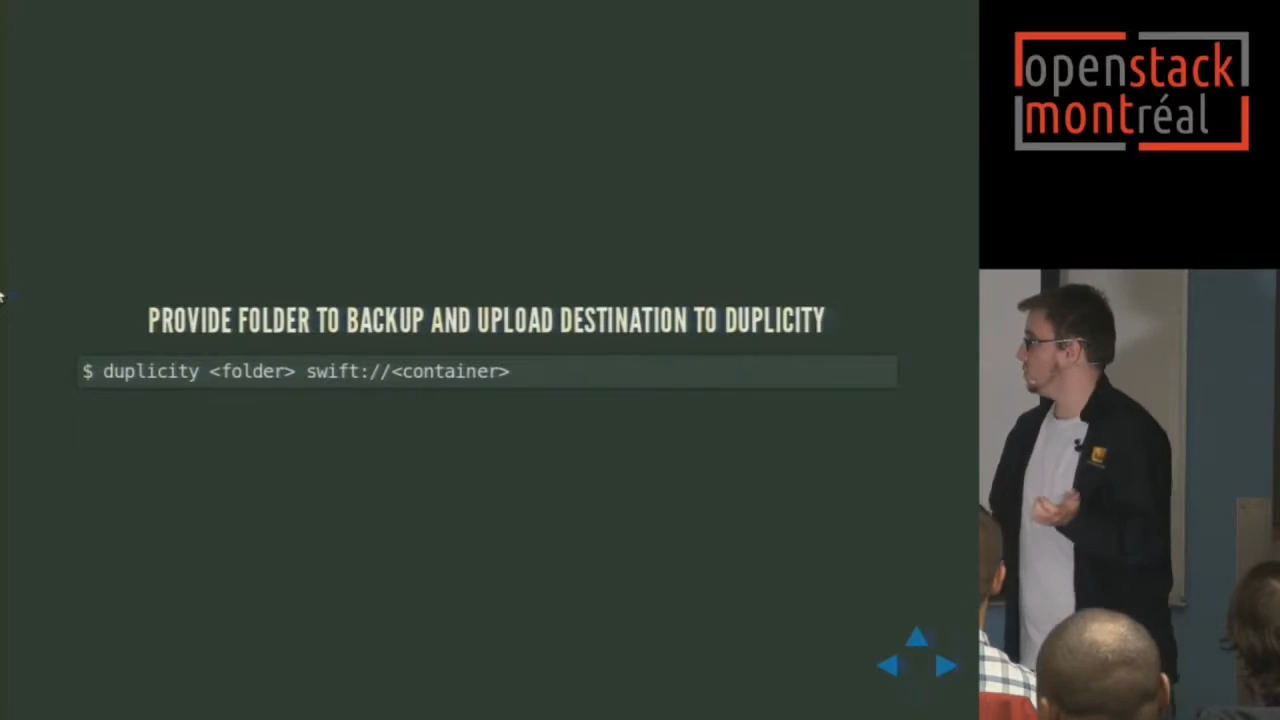 PROVIDE FOLDER TO BACKUP AND UPLOAD DESTINATION TO DUPLICITY
$ duplicity <folder> swift://<container>
openstack
montréal